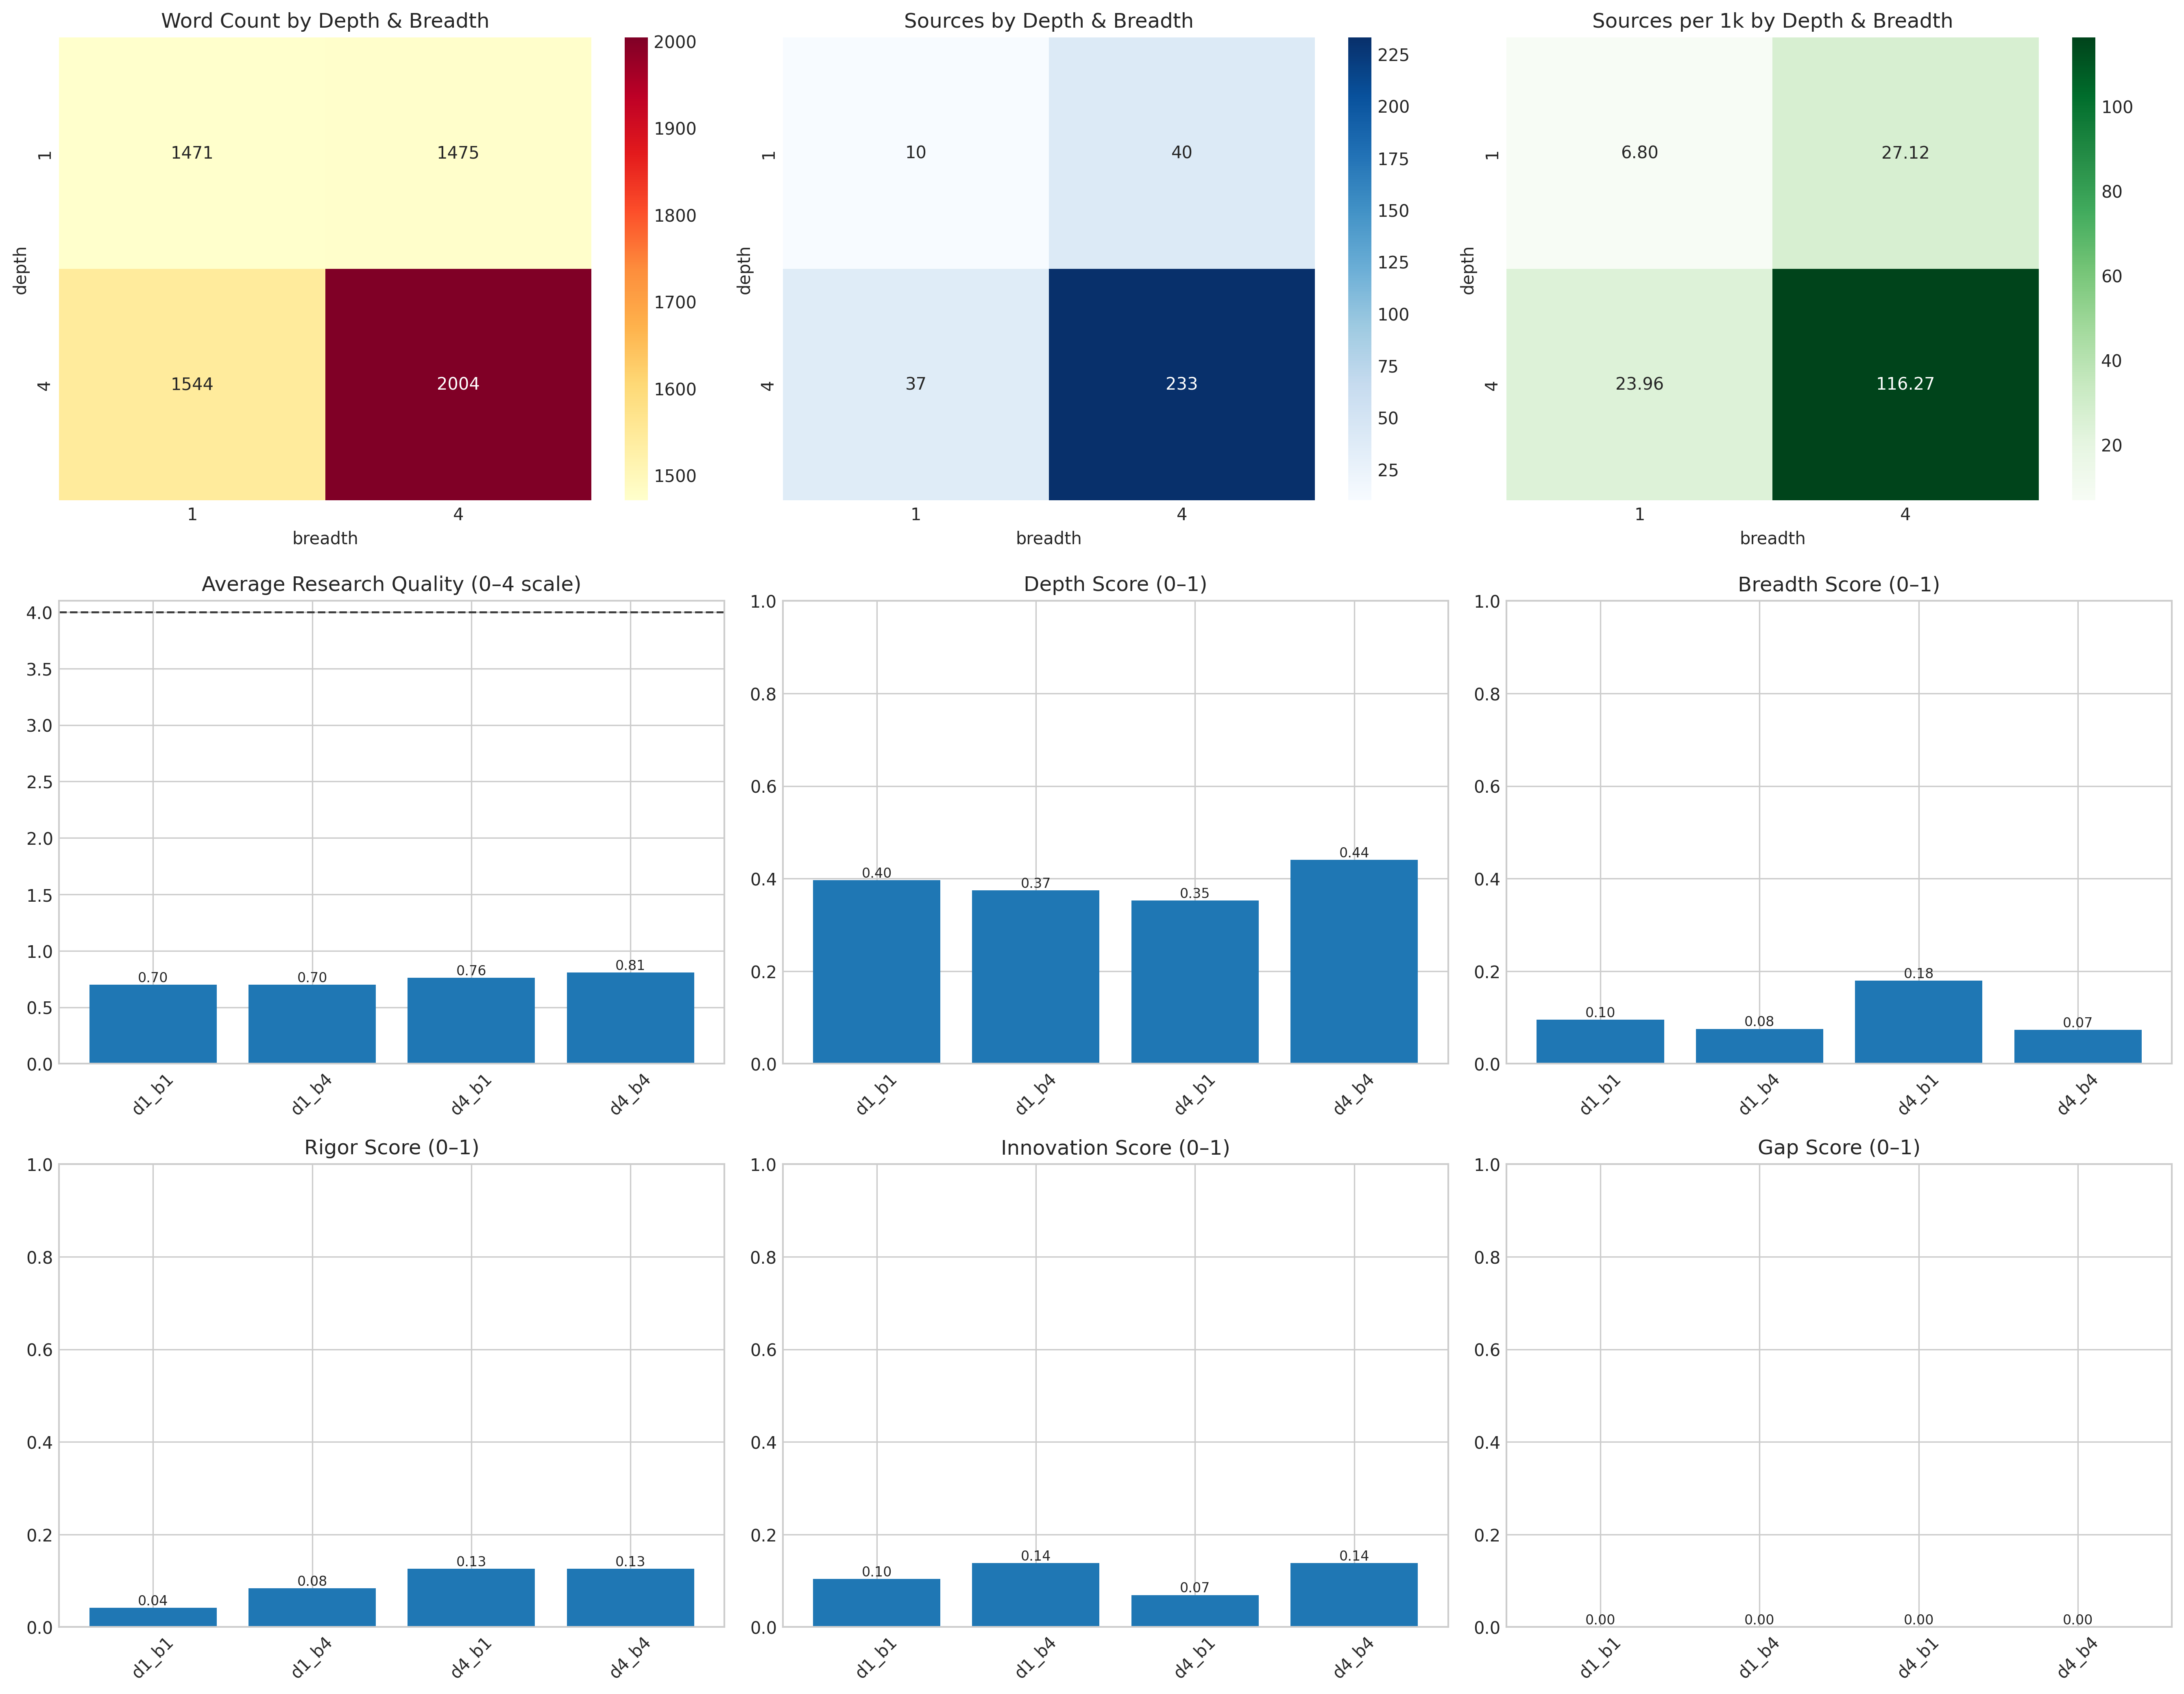 Word Count by Depth & Breadth
1471
1475
1544
2004
1
4
depth
1
4
breadth
2000
1900
1800
1700
1600
1500
Sources by Depth & Breadth
10
40
37
233
1
4
depth
1
4
breadth
225
200
175
150
125
100
75
50
25
Sources per 1k by Depth & Breadth
6.80
27.12
23.96
116.27
1
4
depth
1
4
breadth
100
80
60
40
20
Average Research Quality (0–4 scale)
4.0
3.5
3.0
2.5
2.0
1.5
1.0
0.5
0.0
0.70
0.70
0.76
0.81
d1_b1
d1_b4
d4_b1
d4_b4
Depth Score (0–1)
1.0
0.8
0.6
0.4
0.2
0.0
0.40
0.37
0.35
0.44
d1_b1
d1_b4
d4_b1
d4_b4
Breadth Score (0–1)
1.0
0.8
0.6
0.4
0.2
0.0
0.10
0.08
0.18
0.07
d1_b1
d1_b4
d4_b1
d4_b4
Rigor Score (0–1)
1.0
0.8
0.6
0.4
0.2
0.0
0.04
0.08
0.13
0.13
d1_b1
d1_b4
d4_b1
d4_b4
Innovation Score (0–1)
1.0
0.8
0.6
0.4
0.2
0.0
0.10
0.14
0.07
0.14
d1_b1
d1_b4
d4_b1
d4_b4
Gap Score (0–1)
1.0
0.8
0.6
0.4
0.2
0.0
0.00
0.00
0.00
0.00
d1_b1
d1_b4
d4_b1
d4_b4